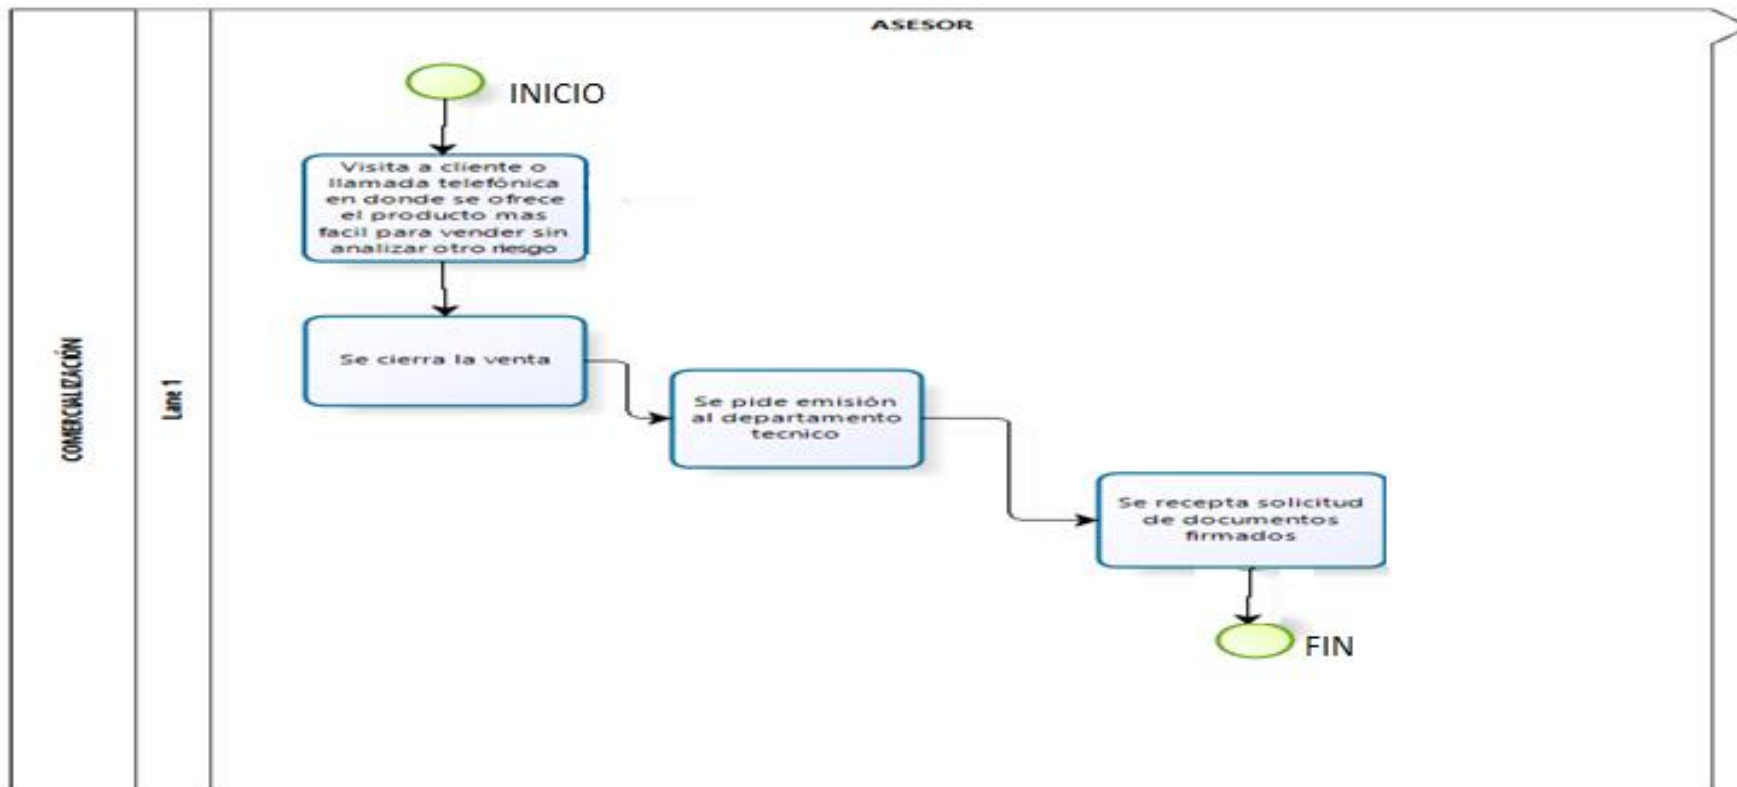 ASESOR
INICIO
Visita a cliente o
llamada telefónica
en donde se ofrece
el producto mas
facil para vender sin
analizar otro riesgo
Se cierra la venta
Se pide emisión
al departamento
tecnico
Se recepta solicitud
de documentos
firmados
FIN
COMERCIALIZACIÓN
Lane 1